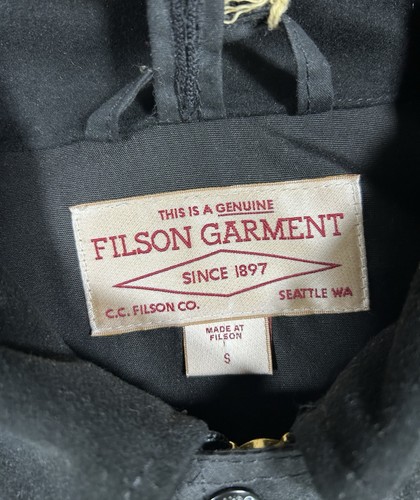 THIS IS A GENUINE
FILSON GARMENT
SINCE 1897
C.C. FILSON CO. SEATTLE WA
MADE AT
FILSON
S